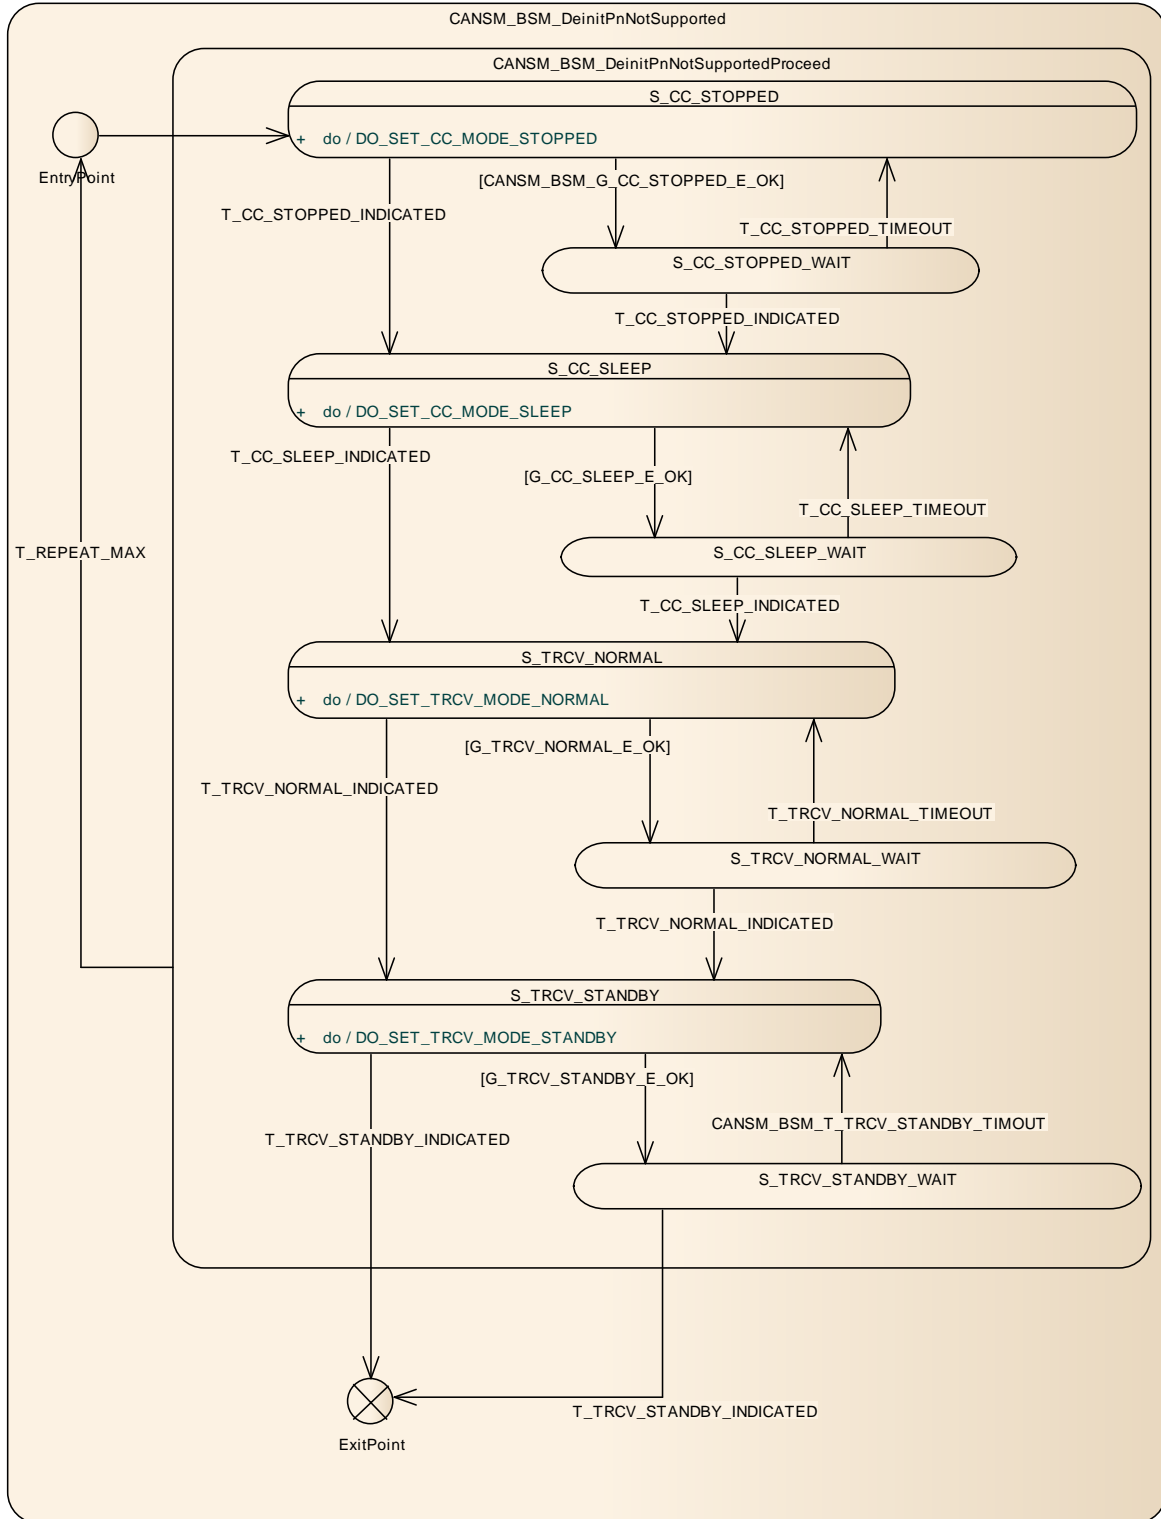 CANSM_BSM_DeinitPnNotSupported
CANSM_BSM_DeinitPnNotSupportedProceed
S_CC_STOPPED
+ do / DO_SET_CC_MODE_STOPPED
EntryPoint
[CANSM_BSM_G_CC_STOPPED_E_OK]
T_CC_STOPPED_INDICATED
T_CC_STOPPED_TIMEOUT
S_CC_STOPPED_WAIT
T_CC_STOPPED_INDICATED
S_CC_SLEEP
+ do / DO_SET_CC_MODE_SLEEP
T_CC_SLEEP_INDICATED
[G_CC_SLEEP_E_OK]
T_CC_SLEEP_TIMEOUT
T_REPEAT_MAX
S_CC_SLEEP_WAIT
T_CC_SLEEP_INDICATED
S_TRCV_NORMAL
+ do / DO_SET_TRCV_MODE_NORMAL
[G_TRCV_NORMAL_E_OK]
T_TRCV_NORMAL_INDICATED
T_TRCV_NORMAL_TIMEOUT
S_TRCV_NORMAL_WAIT
T_TRCV_NORMAL_INDICATED
S_TRCV_STANDBY
+ do / DO_SET_TRCV_MODE_STANDBY
[G_TRCV_STANDBY_E_OK]
CANSM_BSM_T_TRCV_STANDBY_TIMOUT
T_TRCV_STANDBY_INDICATED
S_TRCV_STANDBY_WAIT
T_TRCV_STANDBY_INDICATED
ExitPoint